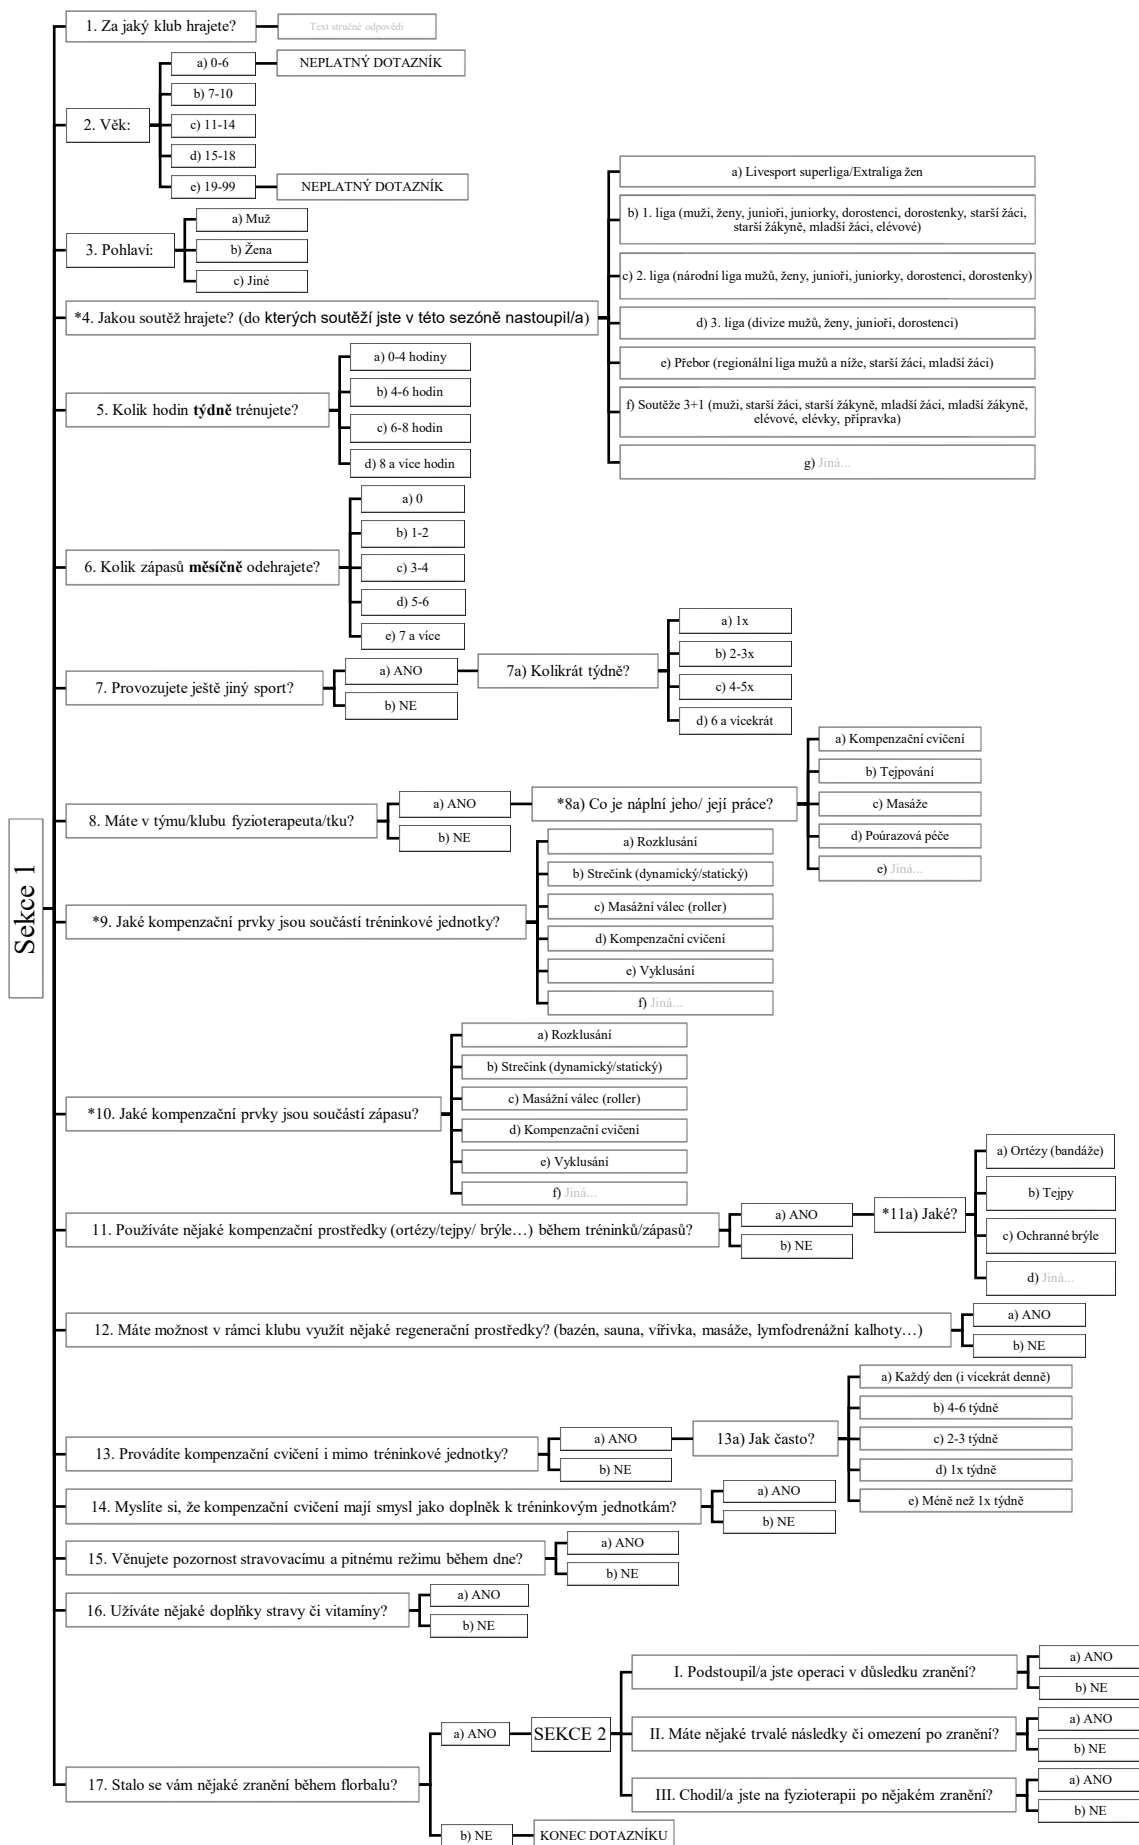 Sekce 1
1. Za jaký klub hrajete?
Text stručné odpovědi
2. Věk:
a) 0-6
NEPLATNÝ DOTAZNÍK
b) 7-10
c) 11-14
d) 15-18
e) 19-99
NEPLATNÝ DOTAZNÍK
3. Pohlaví:
a) Muž
b) Žena
c) Jiné
*4. Jakou soutěž hrajete? (do kterých soutěží jste v této sezóně nastoupil/a)
a) Livesport superliga/Extraliga žen
b) 1. liga (muži, ženy, junioři, juniorky, dorostenci, dorostenky, starší žáci,
starší žákyně, mladší žáci, elévové)
c) 2. liga (národní liga mužů, ženy, junioři, juniorky, dorostenci, dorostenky)
d) 3. liga (divize mužů, ženy, junioři, dorostenci)
e) Přebor (regionální liga mužů a níže, starší žáci, mladší žáci)
f) Soutěže 3+1 (muži, starší žáci, starší žákyně, mladší žáci, mladší žákyně,
elévové, elévky, přípravka)
g) Jiná...
5. Kolik hodin týdně trénujete?
a) 0-4 hodiny
b) 4-6 hodin
c) 6-8 hodin
d) 8 a více hodin
6. Kolik zápasů měsíčně odehrajete?
a) 0
b) 1-2
c) 3-4
d) 5-6
e) 7 a více
7. Provozujete ještě jiný sport?
a) ANO
b) NE
7a) Kolikrát týdně?
a) 1x
b) 2-3x
c) 4-5x
d) 6 a vícekrát
8. Máte v týmu/klubu fyzioterapeuta/tku?
a) ANO
b) NE
*8a) Co je náplní jeho/ její práce?
a) Kompenzační cvičení
b) Tejpování
c) Masáže
d) Poúrazová péče
e) Jiná...
*9. Jaké kompenzační prvky jsou součástí tréninkové jednotky?
a) Rozklusání
b) Strečink (dynamický/statický)
c) Masážní válec (roller)
d) Kompenzační cvičení
e) Vyklusání
f) Jiná...
*10. Jaké kompenzační prvky jsou součástí zápasu?
a) Rozklusání
b) Strečink (dynamický/statický)
c) Masážní válec (roller)
d) Kompenzační cvičení
e) Vyklusání
f) Jiná...
11. Používáte nějaké kompenzační prostředky (ortézy/tejpy/ brýle…) během tréninků/zápasů?
a) ANO
b) NE
*11a) Jaké?
a) Ortézy (bandáže)
b) Tejpy
c) Ochranné brýle
d) Jiná...
12. Máte možnost v rámci klubu využít nějaké regenerační prostředky? (bazén, sauna, vířivka, masáže, lymfodrenážní kalhoty…)
a) ANO
b) NE
13. Provádíte kompenzační cvičení i mimo tréninkové jednotky?
a) ANO
b) NE
13a) Jak často?
a) Každý den (i vícekrát denně)
b) 4-6 týdně
c) 2-3 týdně
d) 1x týdně
e) Méně než 1x týdně
14. Myslíte si, že kompenzační cvičení mají smysl jako doplněk k tréninkovým jednotkám?
a) ANO
b) NE
15. Věnujete pozornost stravovacímu a pitnému režimu během dne?
a) ANO
b) NE
16. Užíváte nějaké doplňky stravy či vitamíny?
a) ANO
b) NE
17. Stalo se vám nějaké zranění během florbalu?
a) ANO
SEKCE 2
I. Podstoupil/a jste operaci v důsledku zranění?
a) ANO
b) NE
II. Máte nějaké trvalé následky či omezení po zranění?
a) ANO
b) NE
III. Chodil/a jste na fyzioterapii po nějakém zranění?
a) ANO
b) NE
b) NE
KONEC DOTAZNÍKU